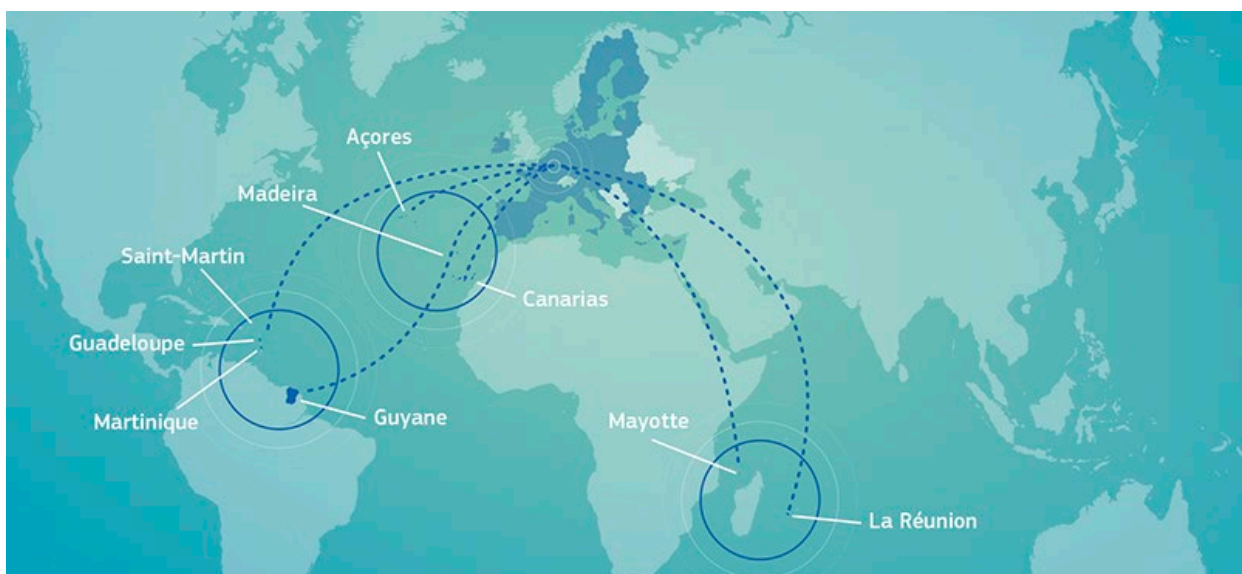 Açores
Madeira
Saint-Martin
Canarias
Guadeloupe
Martinique
Guyane
Mayotte
La Réunion